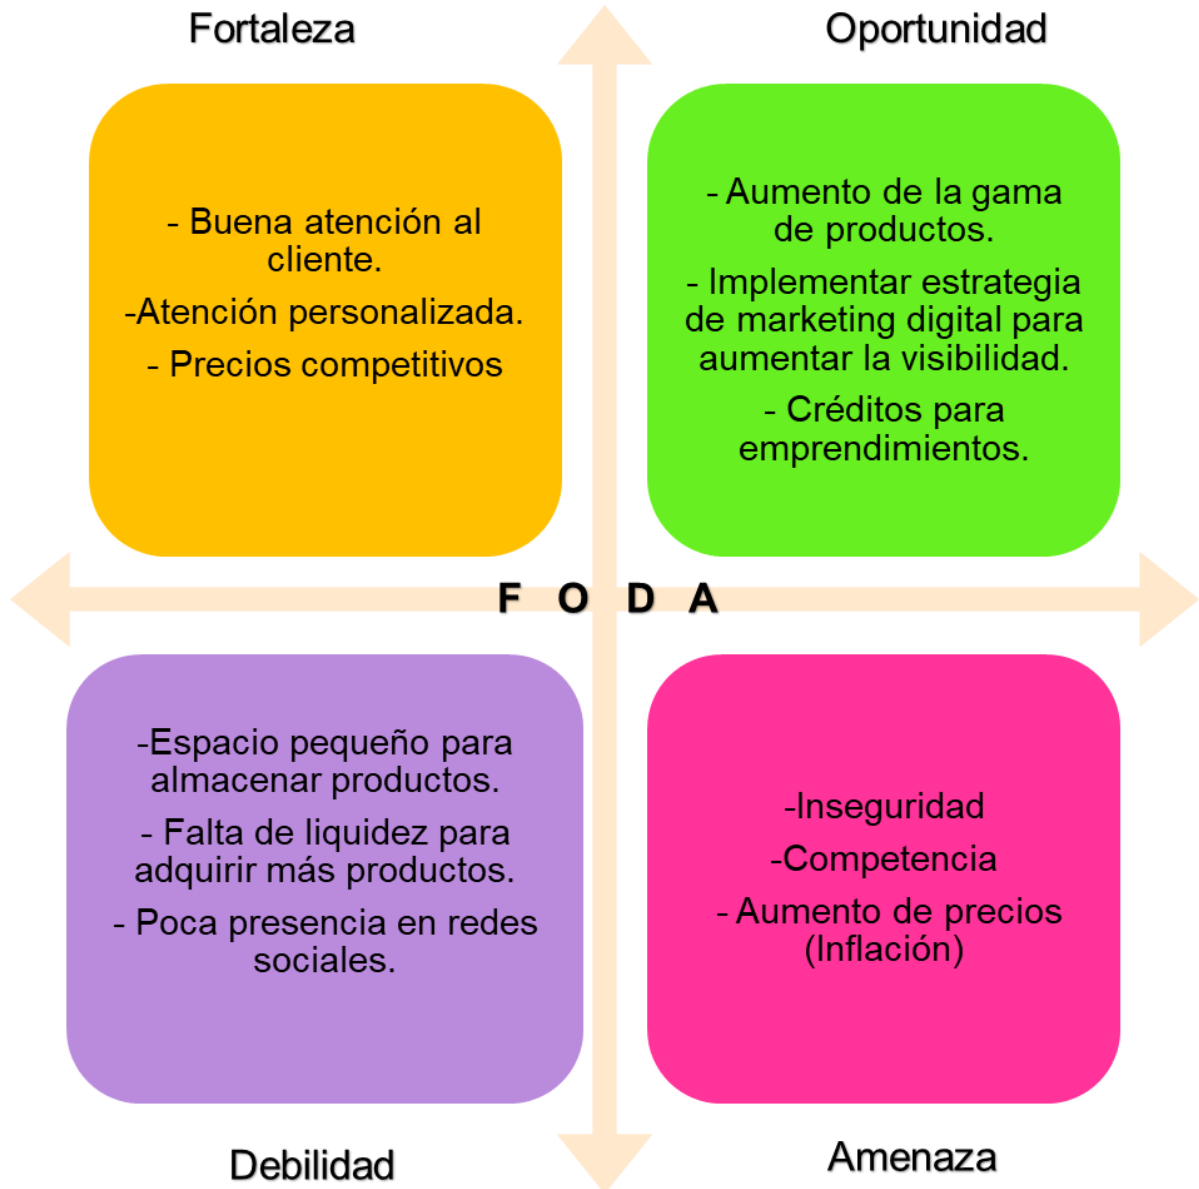 Fortaleza
Oportunidad
- Buena atención al
cliente.
-Atención personalizada.
- Precios competitivos
- Aumento de la gama
de productos.
- Implementar estrategia
de marketing digital para
aumentar la visibilidad.
- Créditos para
emprendimientos.
F O D A
-Espacio pequeño para
almacenar productos.
- Falta de liquidez para
adquirir más productos.
- Poca presencia en redes
sociales.
-Inseguridad
-Competencia
- Aumento de precios
(Inflación)
Debilidad
Amenaza